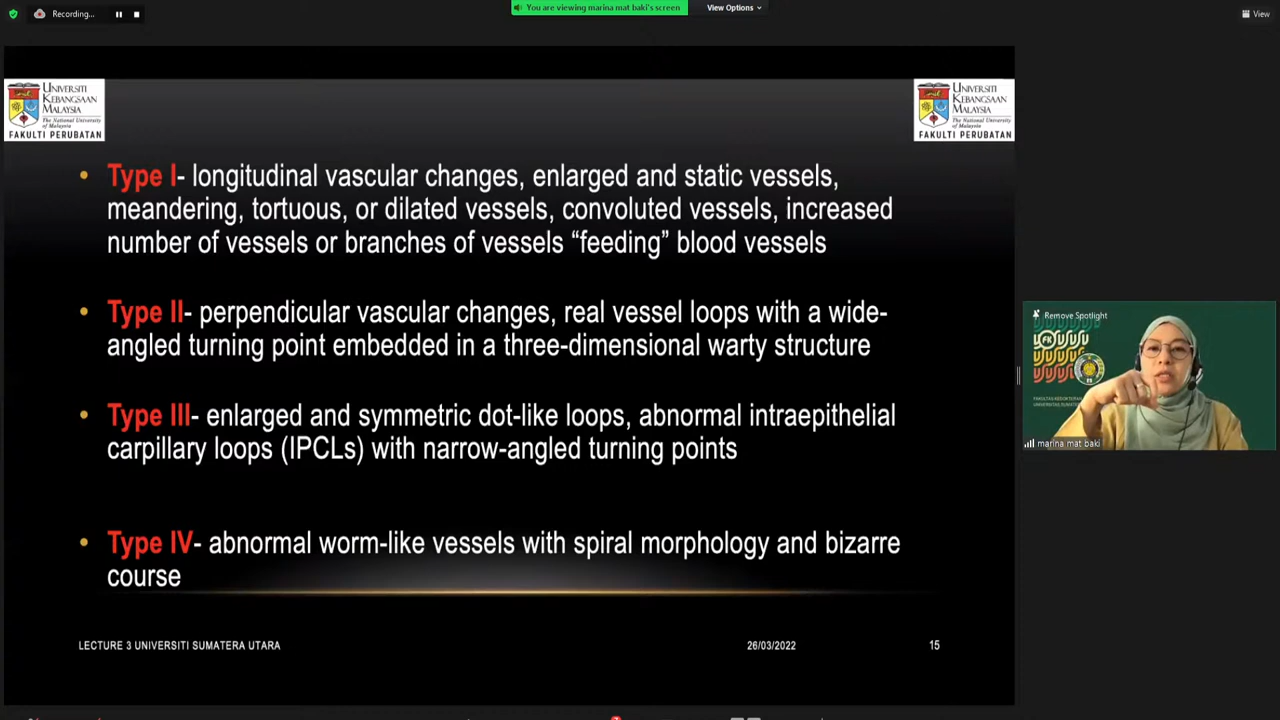 Recording...
You are viewing marina mat baki's screen
View Options
View
UNIVERSITI
KEBANGSAAN
MALAYSIA
The National University
of Malaysia
FAKULTI PERUBATAN
UNIVERSITI
KEBANGSAAN
MALAYSIA
The National University
of Malaysia
FAKULTI PERUBATAN
• Type I- longitudinal vascular changes, enlarged and static vessels,
meandering, tortuous, or dilated vessels, convoluted vessels, increased
number of vessels or branches of vessels “feeding” blood vessels
• Type II- perpendicular vascular changes, real vessel loops with a wide-
angled turning point embedded in a three-dimensional warty structure
• Type III- enlarged and symmetric dot-like loops, abnormal intraepithelial
carpillary loops (IPCLs) with narrow-angled turning points
• Type IV- abnormal worm-like vessels with spiral morphology and bizarre
course
LECTURE 3 UNIVERSITI SUMATERA UTARA
26/03/2022
15
Remove Spotlight
FK
marina mat baki